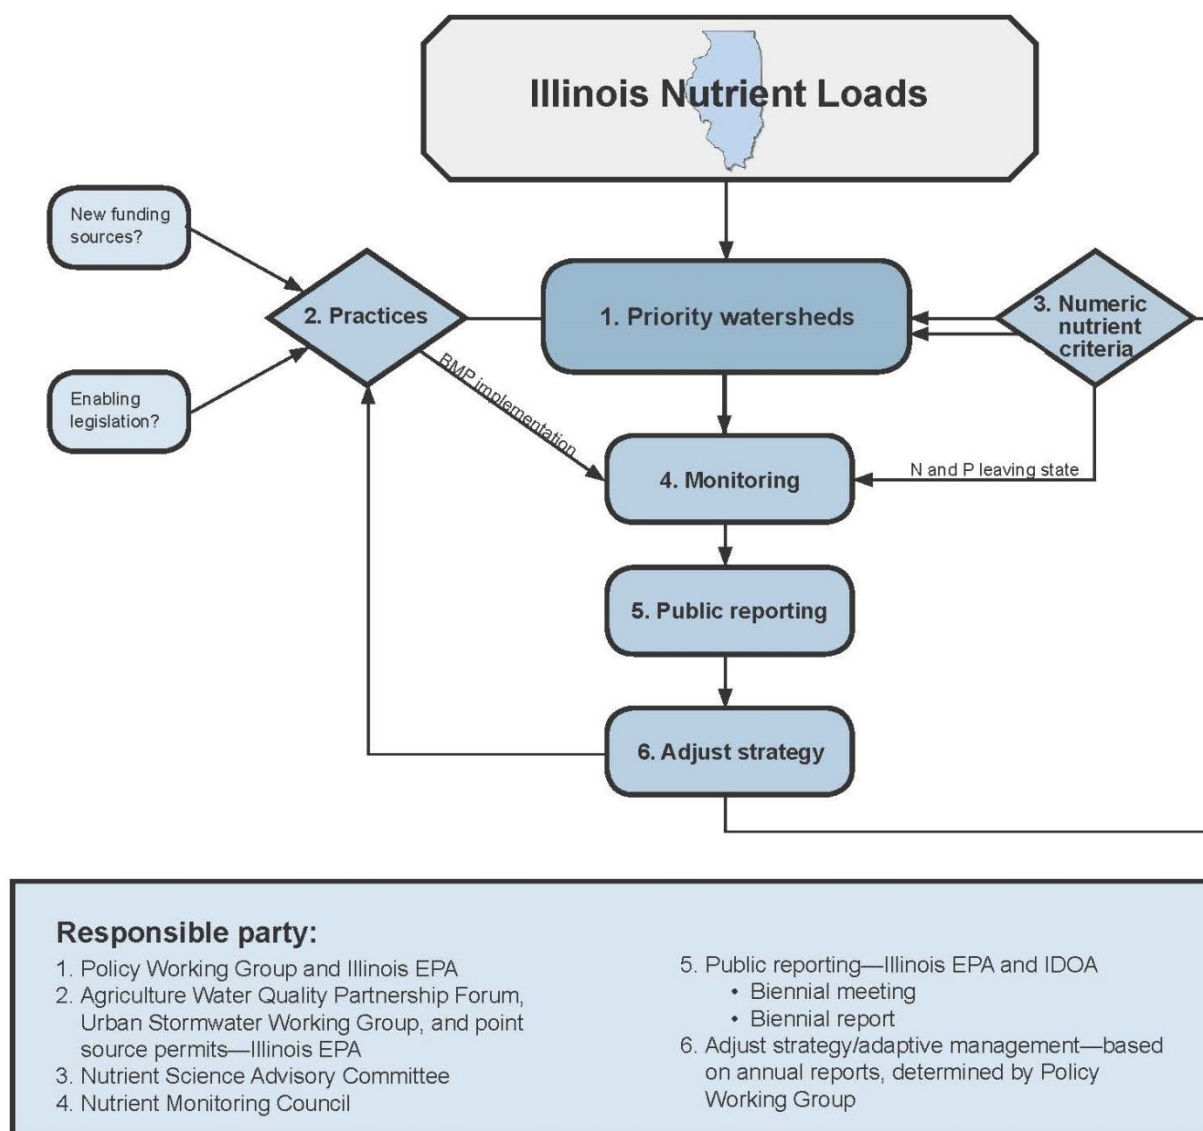 Illinois Nutrient Loads
New funding
sources?
2. Practices
1. Priority watersheds
3. Numeric
nutrient
criteria
Enabling
legislation?
BMP implementation
4. Monitoring
N and P leaving state
5. Public reporting
6. Adjust strategy
Responsible party:
1. Policy Working Group and Illinois EPA
2. Agriculture Water Quality Partnership Forum,
Urban Stormwater Working Group, and point
source permits—Illinois EPA
3. Nutrient Science Advisory Committee
4. Nutrient Monitoring Council
5. Public reporting—Illinois EPA and IDOA
• Biennial meeting
• Biennial report
6. Adjust strategy/adaptive management—based
on annual reports, determined by Policy
Working Group